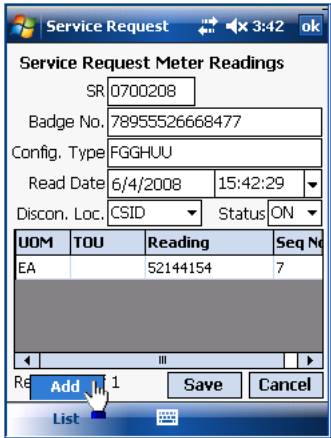 Service Request 3:42 ok
Service Request Meter Readings
SR 0700208
Badge No. 78955526668477
Config. Type FGGHUU
Read Date 6/4/2008 15:42:29
Discon. Loc. CSID Status ON
UOM TOU Reading Seq No
EA 52144154 7
Add 1 Save Cancel
List